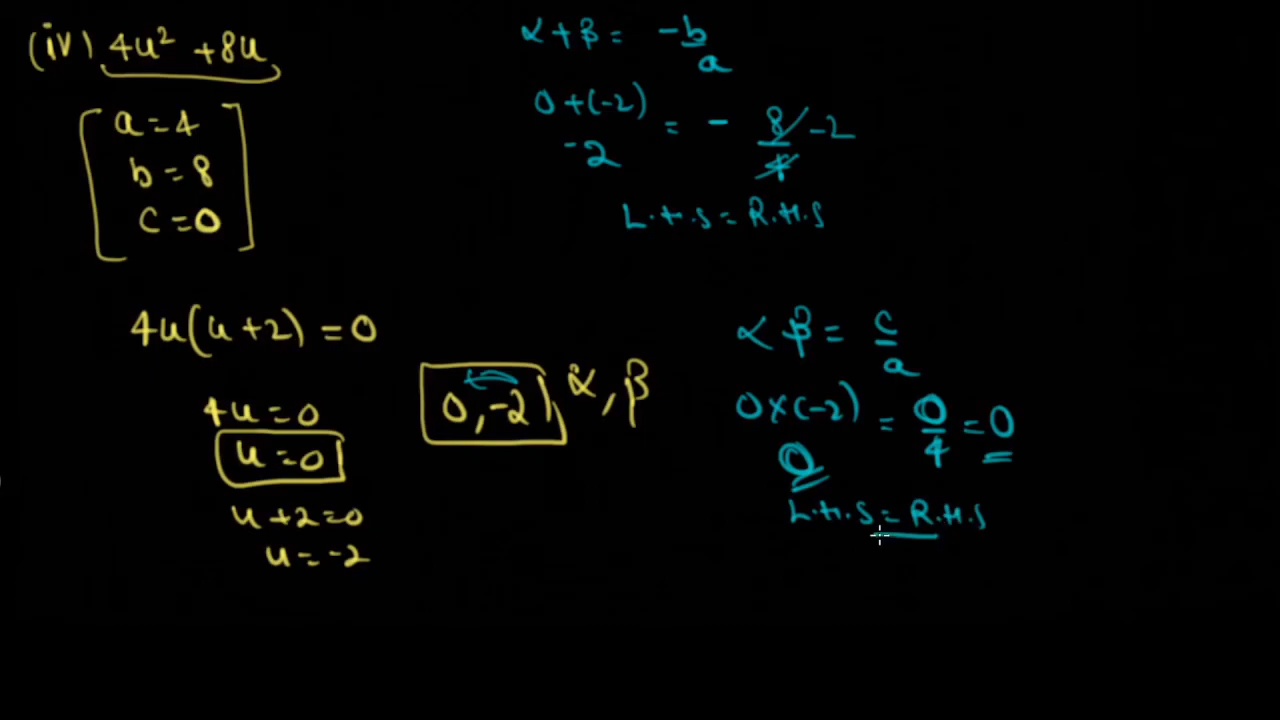 (iv) 4u² + 8u
a = 4
b = 8
c = 0
4u(u+2) = 0
4u = 0
u = 0
u + 2 = 0
u = -2
0, -2, α, β
α + β = -b/a
0 + (-2) = - 8/4 -2
-2
L.H.S = R.H.S
α β = c/a
0 × (-2) = 0/4 = 0
0
L.H.S = R.H.S